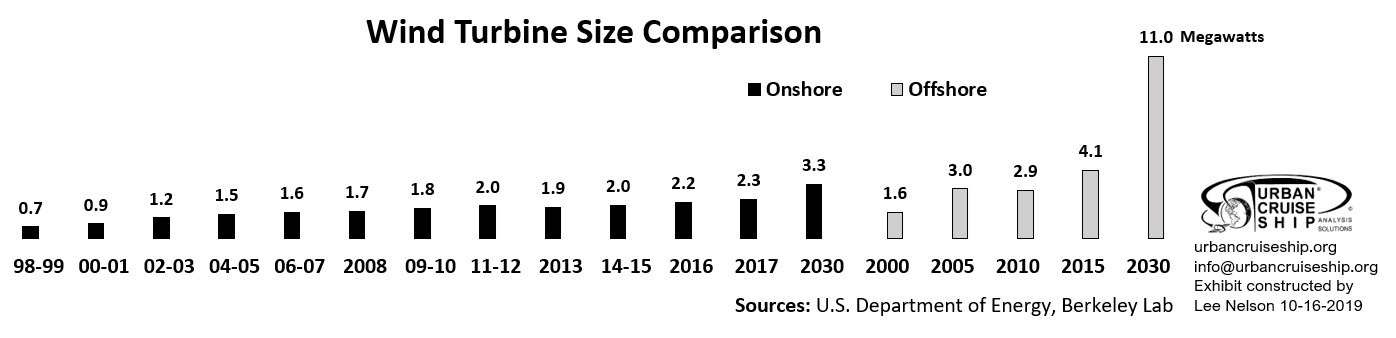 Wind Turbine Size Comparison
11.0 Megawatts
Onshore Offshore
0.7 0.9 1.2 1.5 1.6 1.7 1.8 2.0 1.9 2.0 2.2 2.3 3.3 1.6 3.0 2.9 4.1
98-99 00-01 02-03 04-05 06-07 2008 09-10 11-12 2013 14-15 2016 2017 2030 2000 2005 2010 2015 2030
Sources: U.S. Department of Energy, Berkeley Lab
URBAN®
CRUISE
SHIP ANALYSIS
SOLUTIONS
©
urbancruiseship.org
info@urbancruiseship.org
Exhibit constructed by
Lee Nelson 10-16-2019